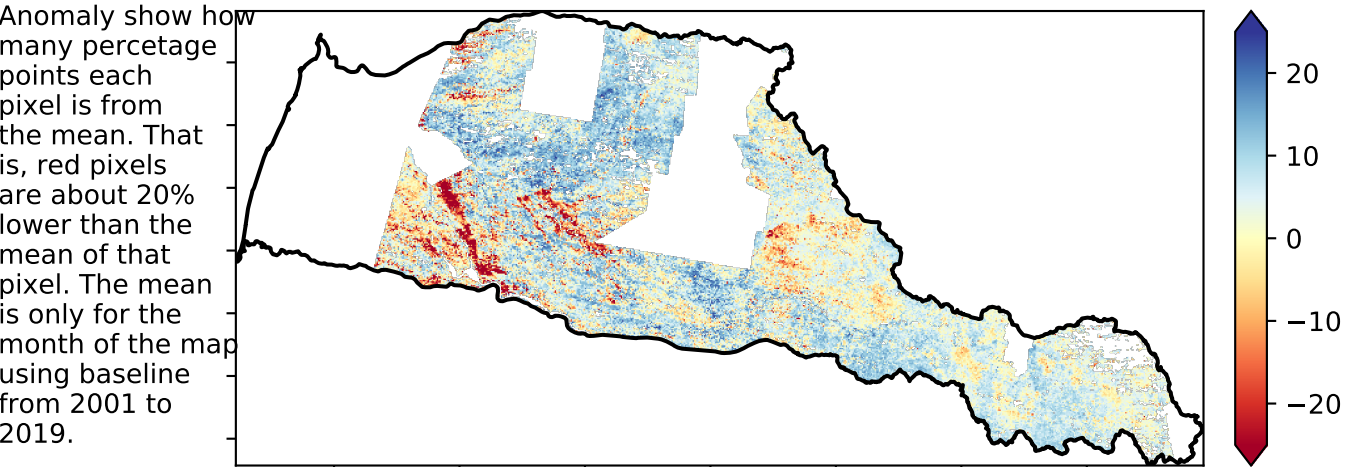 Anomaly show how
many percetage
points each
pixel is from
the mean. That
is, red pixels
are about 20%
lower than the
mean of that
pixel. The mean
is only for the
month of the map
using baseline
from 2001 to
2019.
20
10
0
−10
−20